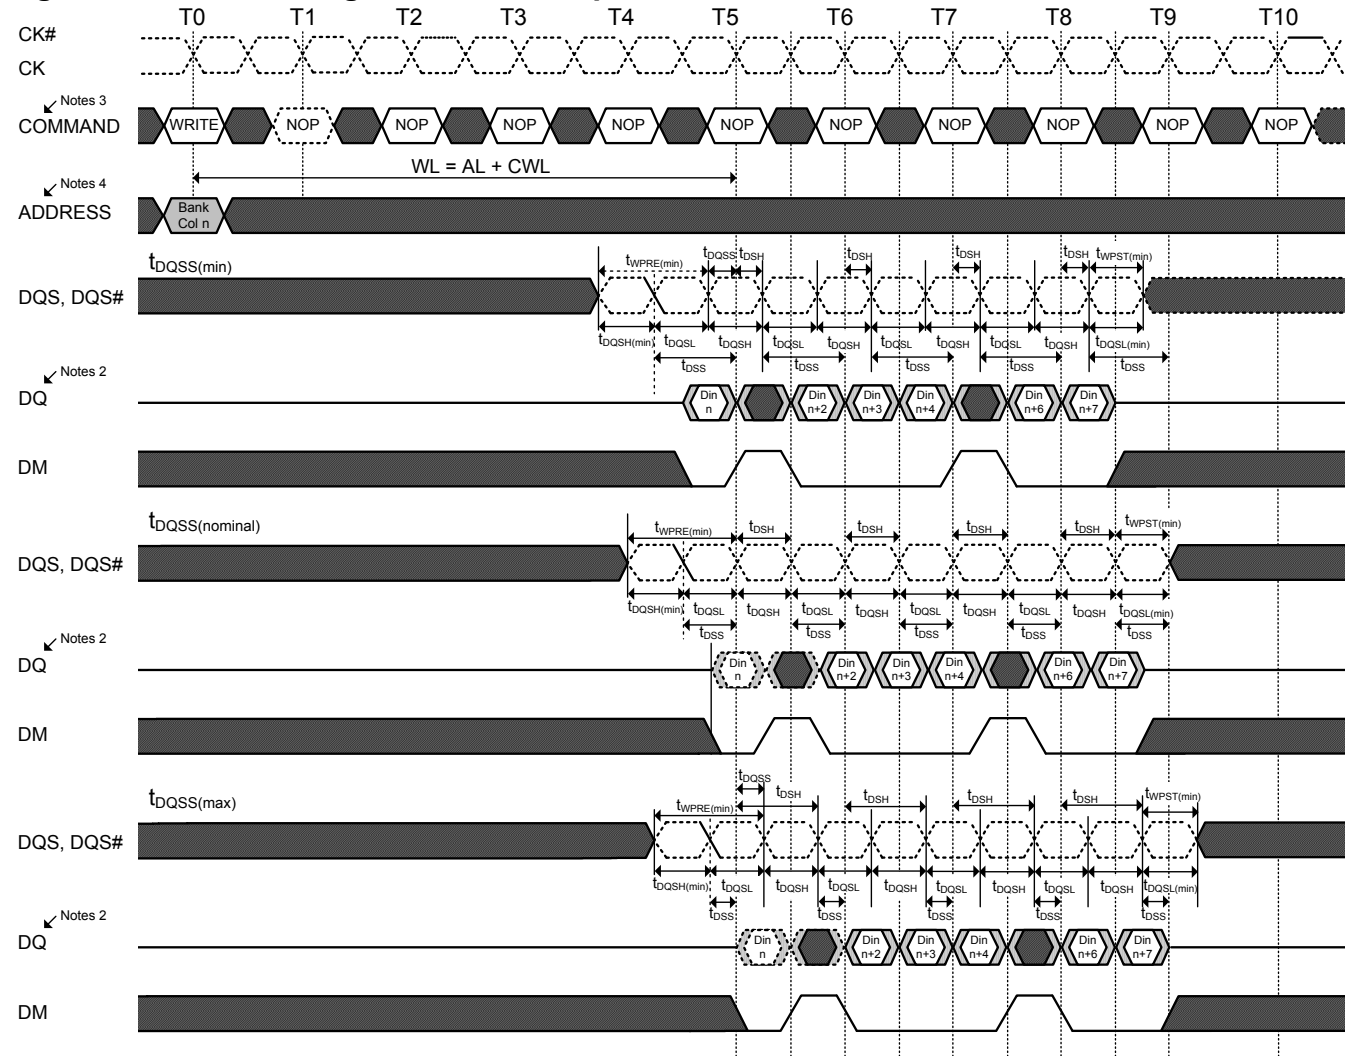 T0 T1 T2 T3 T4 T5 T6 T7 T8 T9 T10
CK#
CK
Notes 3
COMMAND WRITE NOP NOP NOP NOP NOP NOP NOP NOP NOP NOP
WL = AL + CWL
Notes 4
ADDRESS Bank
Col n
tDQSS(min) tWPRE(min) tDQSS tDSH tDSH tDSH tDSH tWPST(min)
DQS, DQS#
tDQSH(min) tDQSL tDQSH tDQSL tDQSH tDQSL tDQSH tDQSL tDQSH tDQSL(min)
tDSS tDSS tDSS tDSS tDSS
Notes 2
DQ Din n Din n+2 Din n+3 Din n+4 Din n+6 Din n+7
DM
tDQSS(nominal) tWPRE(min) tDSH tDSH tDSH tDSH tWPST(min)
DQS, DQS#
tDQSH(min) tDQSL tDQSH tDQSL tDQSH tDQSL tDQSH tDQSL tDQSH tDQSL(min)
tDSS tDSS tDSS tDSS tDSS
Notes 2
DQ Din n Din n+2 Din n+3 Din n+4 Din n+6 Din n+7
DM
tDQSS
tDQSS(max) tWPRE(min) tDSH tDSH tDSH tDSH tWPST(min)
DQS, DQS#
tDQSH(min) tDQSL tDQSH tDQSL tDQSH tDQSL tDQSH tDQSL tDQSH tDQSL(min)
tDSS tDSS tDSS tDSS tDSS
Notes 2
DQ Din n Din n+2 Din n+3 Din n+4 Din n+6 Din n+7
DM